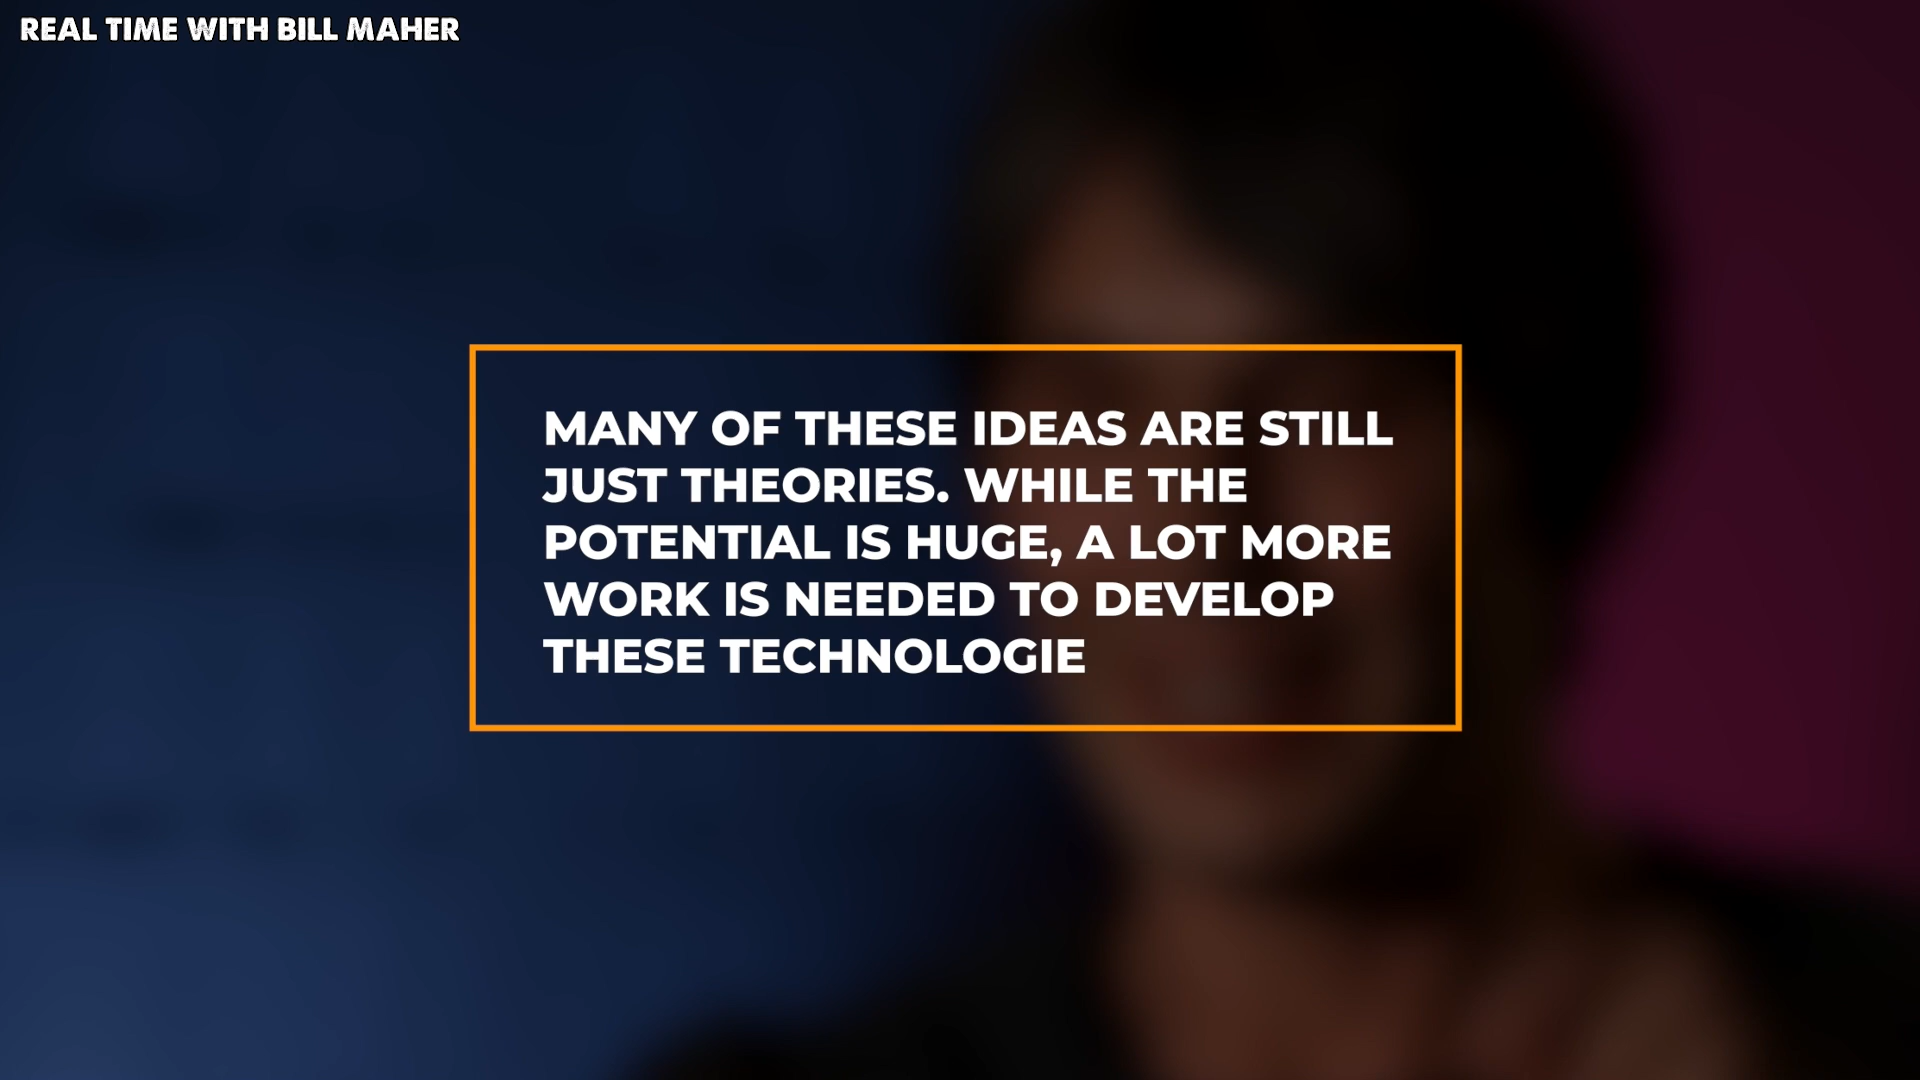 REAL TIME WITH BILL MAHER
MANY OF THESE IDEAS ARE STILL
JUST THEORIES. WHILE THE
POTENTIAL IS HUGE, A LOT MORE
WORK IS NEEDED TO DEVELOP
THESE TECHNOLOGIE